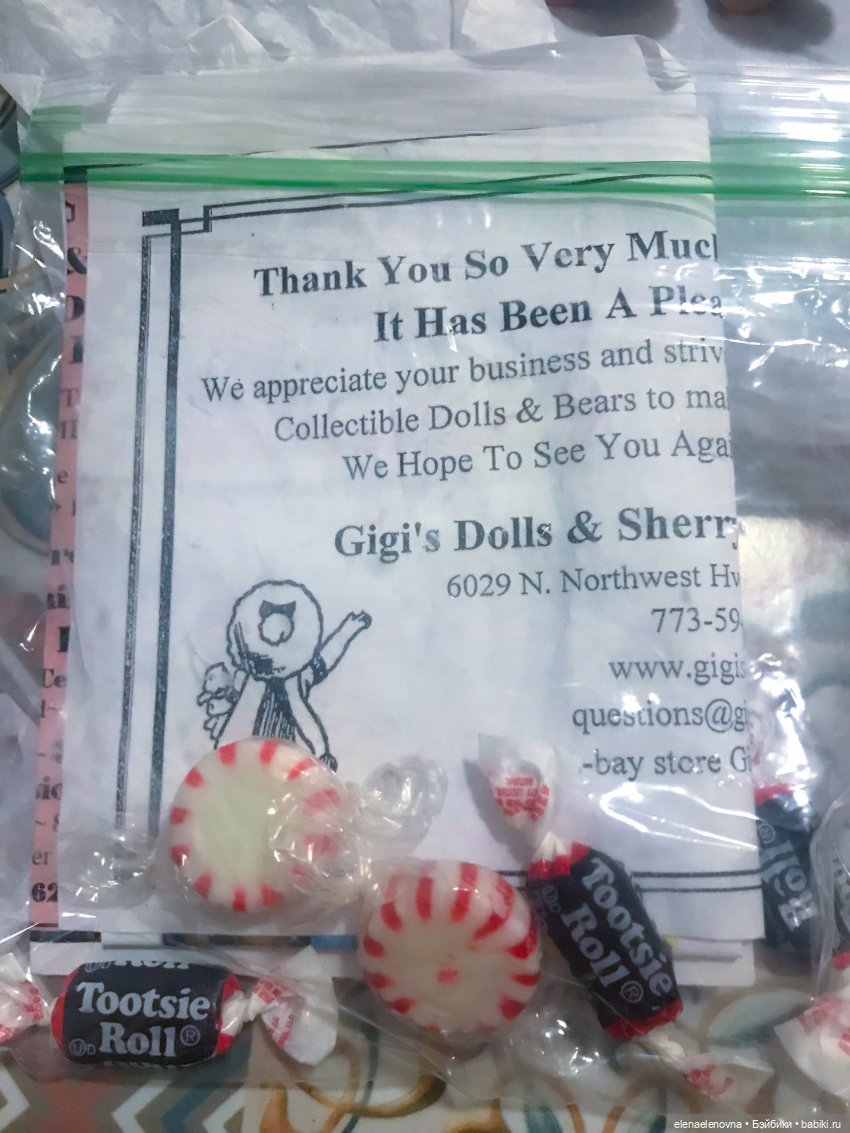 Thank You So Very Much
It Has Been A Plea
We appreciate your business and striv
Collectible Dolls & Bears to ma
We Hope To See You Aga
Gigi's Dolls & Sherry
6029 N. Northwest Hw
773-59
www.gigis
questions@gi
-bay store G
&
62
Tootsie
Roll®
Tootsie
Roll®
Roll®
elenaelenovna • Бэйбики • babiki.ru